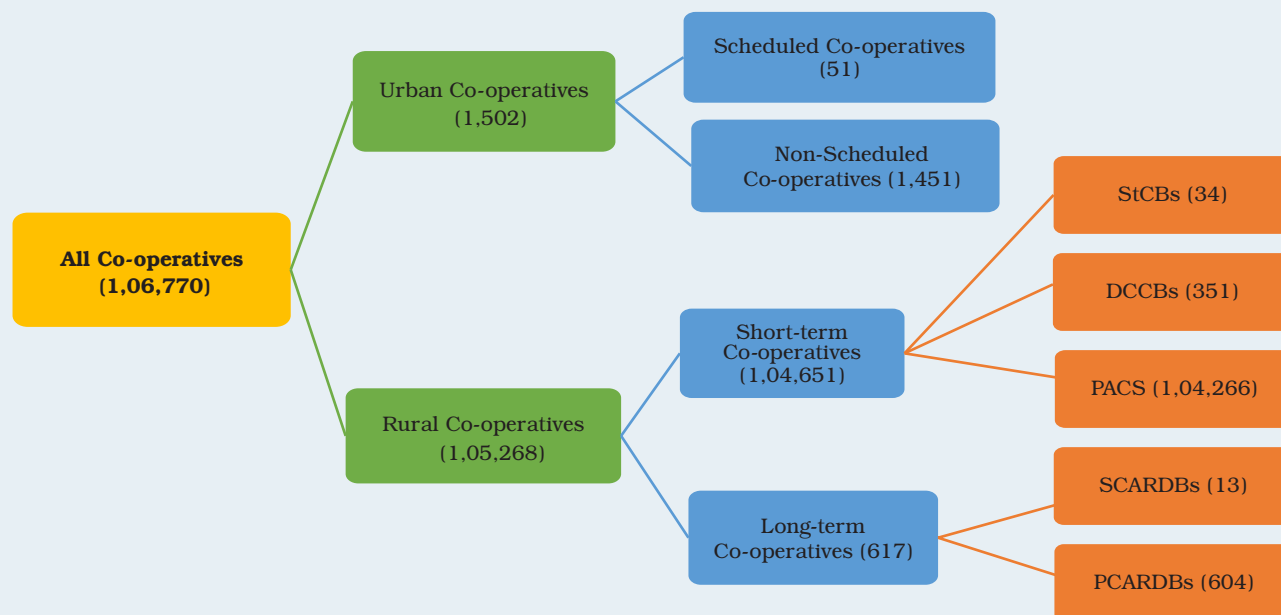 All Co-operatives
(1,06,770)
Urban Co-operatives
(1,502)
Scheduled Co-operatives
(51)
Non-Scheduled
Co-operatives (1,451)
Rural Co-operatives
(1,05,268)
Short-term
Co-operatives
(1,04,651)
StCBs (34)
DCCBs (351)
PACS (1,04,266)
Long-term
Co-operatives (617)
SCARDBs (13)
PCARDBs (604)